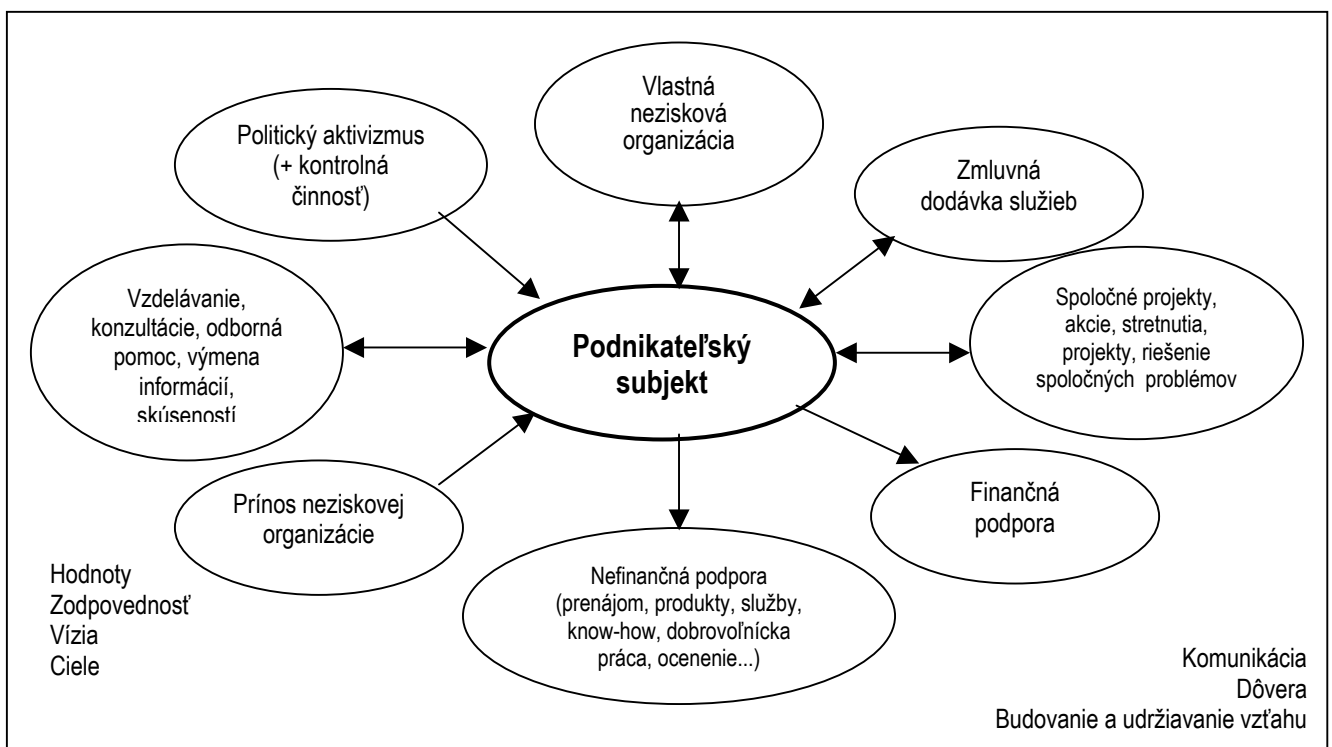 Vlastná
nezisková
organizácia
Politický aktivizmus
(+ kontrolná
činnosť)
Zmluvná
dodávka služieb
Vzdelávanie,
konzultácie, odborná
pomoc, výmena
informácií,
skúseností
Podnikateľský
subjekt
Spoločné projekty,
akcie, stretnutia,
projekty, riešenie
spoločných problémov
Prínos neziskovej
organizácie
Finančná
podpora
Nefinančná podpora
(prenájom, produkty, služby,
know-how, dobrovoľnícka
práca, ocenenie...)
Hodnoty
Zodpovednosť
Vízia
Ciele
Komunikácia
Dôvera
Budovanie a udržiavanie vzťahu